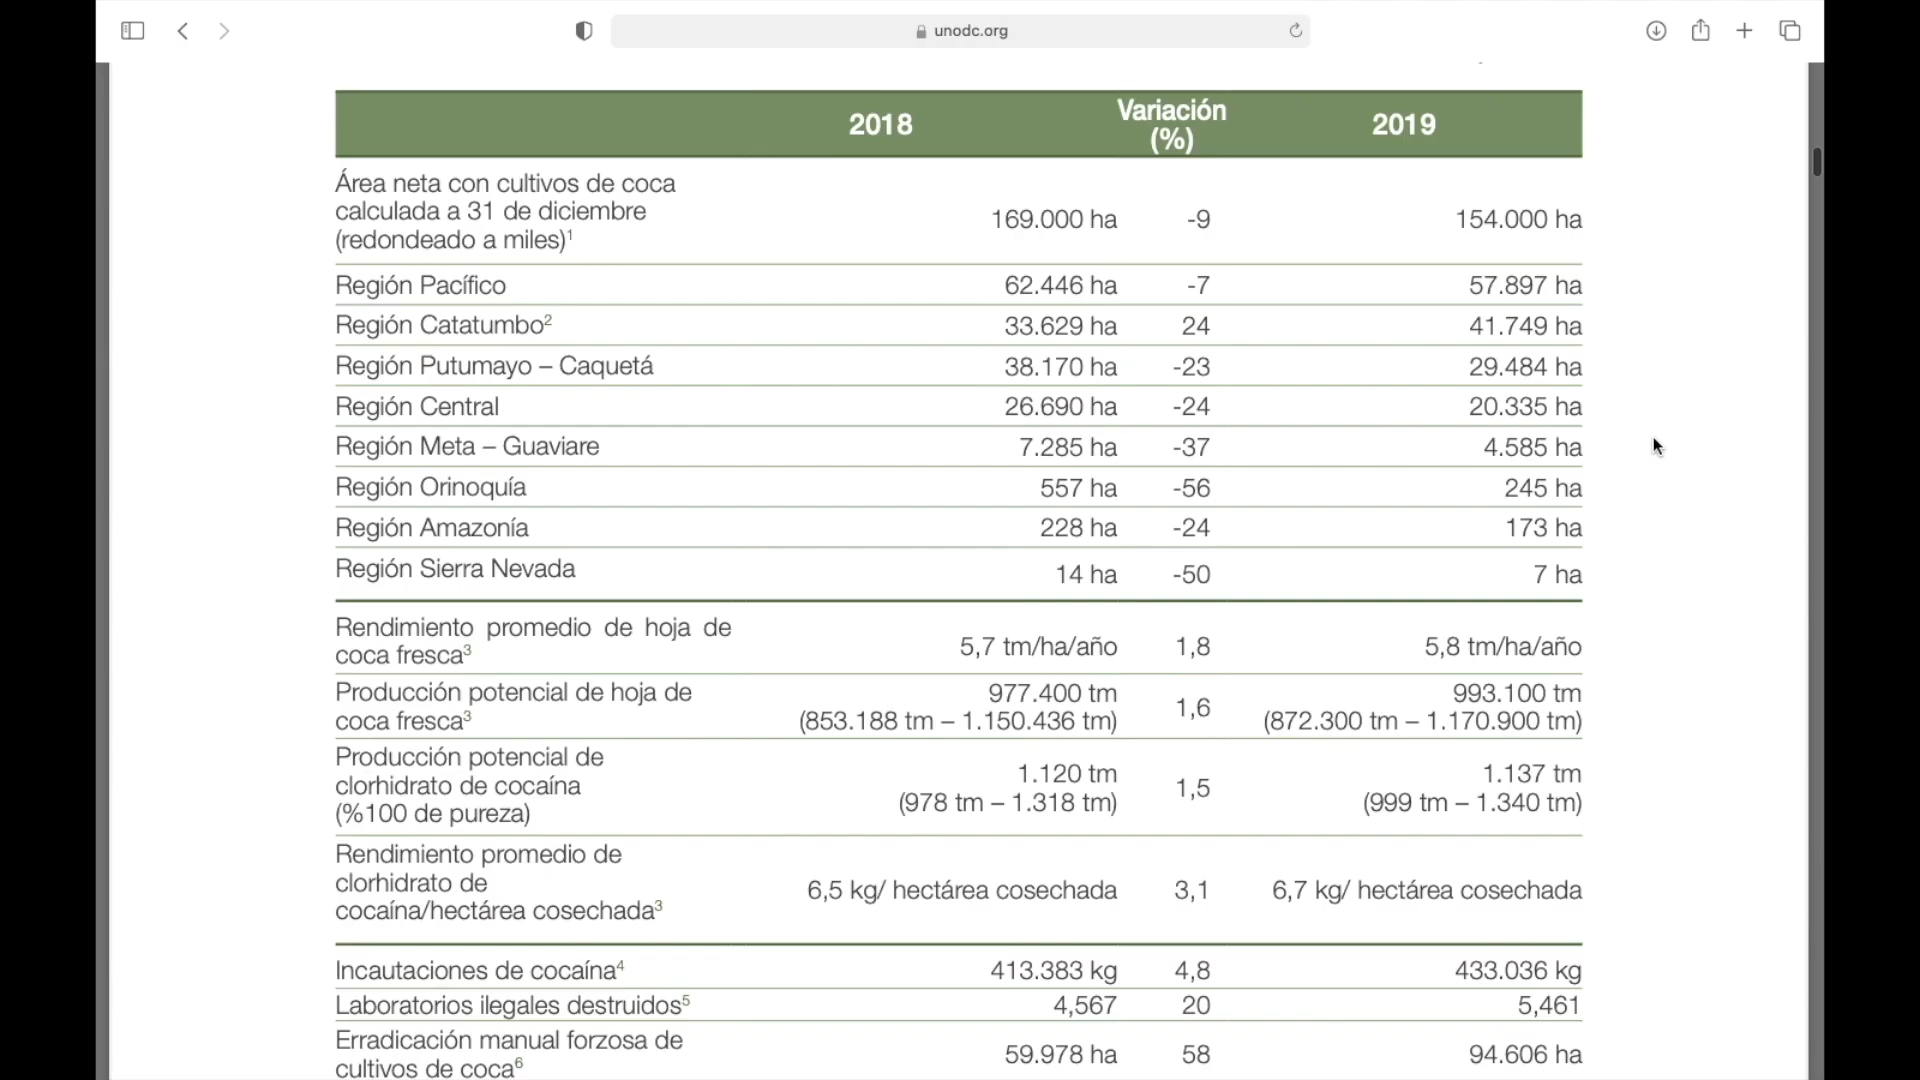 unodc.org
2018 Variación (%) 2019
Área neta con cultivos de coca
calculada a 31 de diciembre
(redondeado a miles)¹ 169.000 ha -9 154.000 ha
Región Pacífico 62.446 ha -7 57.897 ha
Región Catatumbo² 33.629 ha 24 41.749 ha
Región Putumayo – Caquetá 38.170 ha -23 29.484 ha
Región Central 26.690 ha -24 20.335 ha
Región Meta – Guaviare 7.285 ha -37 4.585 ha
Región Orinoquía 557 ha -56 245 ha
Región Amazonía 228 ha -24 173 ha
Región Sierra Nevada 14 ha -50 7 ha
Rendimiento promedio de hoja de
coca fresca³ 5,7 tm/ha/año 1,8 5,8 tm/ha/año
Producción potencial de hoja de 977.400 tm 1,6 993.100 tm
coca fresca³ (853.188 tm – 1.150.436 tm) (872.300 tm – 1.170.900 tm)
Producción potencial de
clorhidrato de cocaína 1.120 tm 1,5 1.137 tm
(%100 de pureza) (978 tm – 1.318 tm) (999 tm – 1.340 tm)
Rendimiento promedio de
clorhidrato de 6,5 kg/ hectárea cosechada 3,1 6,7 kg/ hectárea cosechada
cocaína/hectárea cosechada³
Incautaciones de cocaína⁴ 413.383 kg 4,8 433.036 kg
Laboratorios ilegales destruidos⁵ 4,567 20 5,461
Erradicación manual forzosa de
cultivos de coca⁶ 59.978 ha 58 94.606 ha